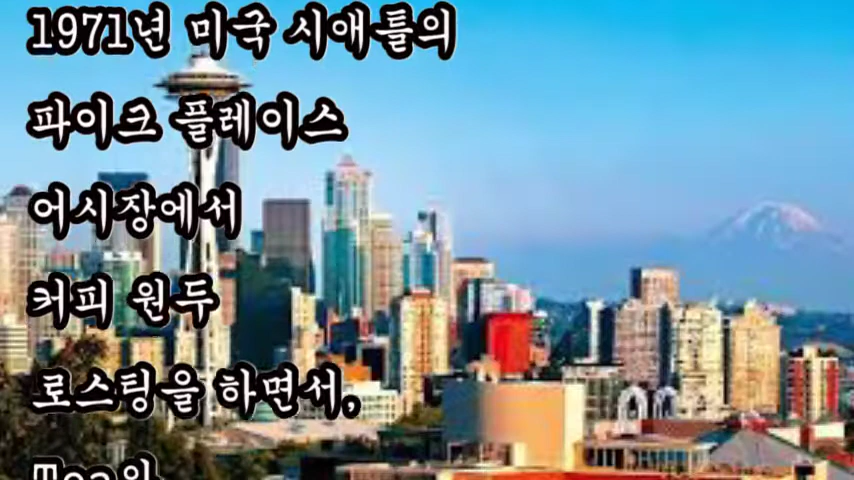 1971년 미국 시애틀의
파이크 플레이스
어시장에서
커피 원두
로스팅을 하면서,